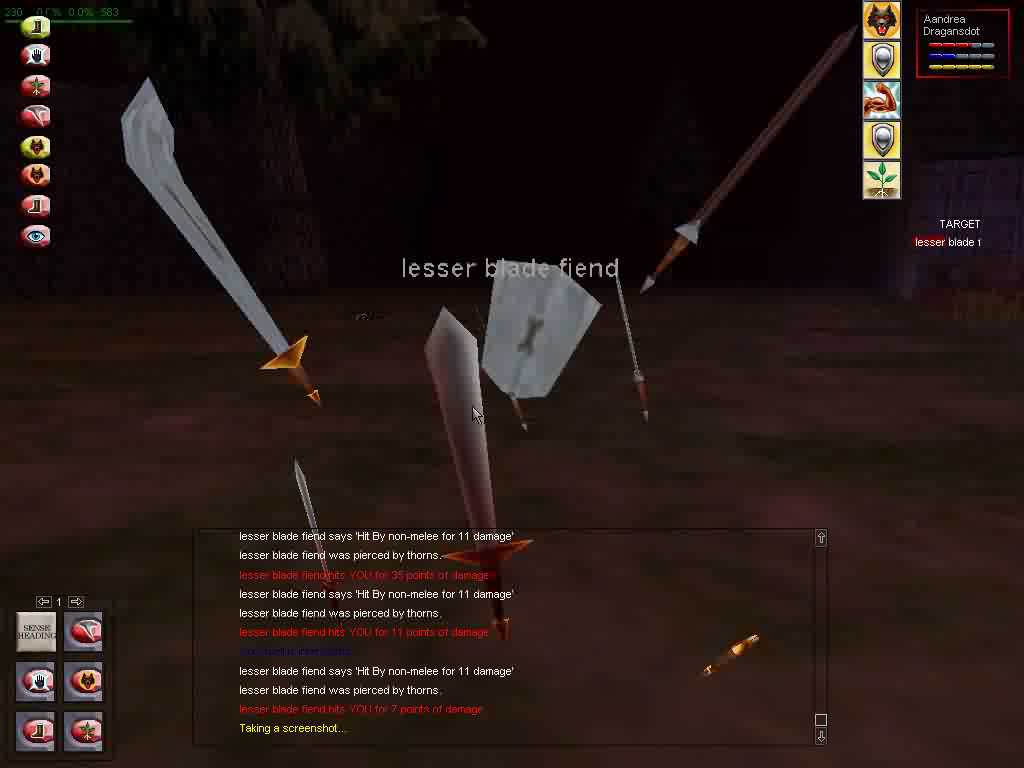 230 0.0% 0.0% 583
Aandrea
Dragansdot
TARGET
lesser blade 1
lesser blade fiend
lesser blade fiend says 'Hit By non-melee for 11 damage'
lesser blade fiend was pierced by thorns.
lesser blade fiend hits YOU for 35 points of damage.
lesser blade fiend says 'Hit By non-melee for 11 damage'
lesser blade fiend was pierced by thorns.
lesser blade fiend hits YOU for 11 points of damage.
Your spell is interrupted.
lesser blade fiend says 'Hit By non-melee for 11 damage'
lesser blade fiend was pierced by thorns.
lesser blade fiend hits YOU for 7 points of damage.
Taking a screenshot...
1
SENSE
HEADING